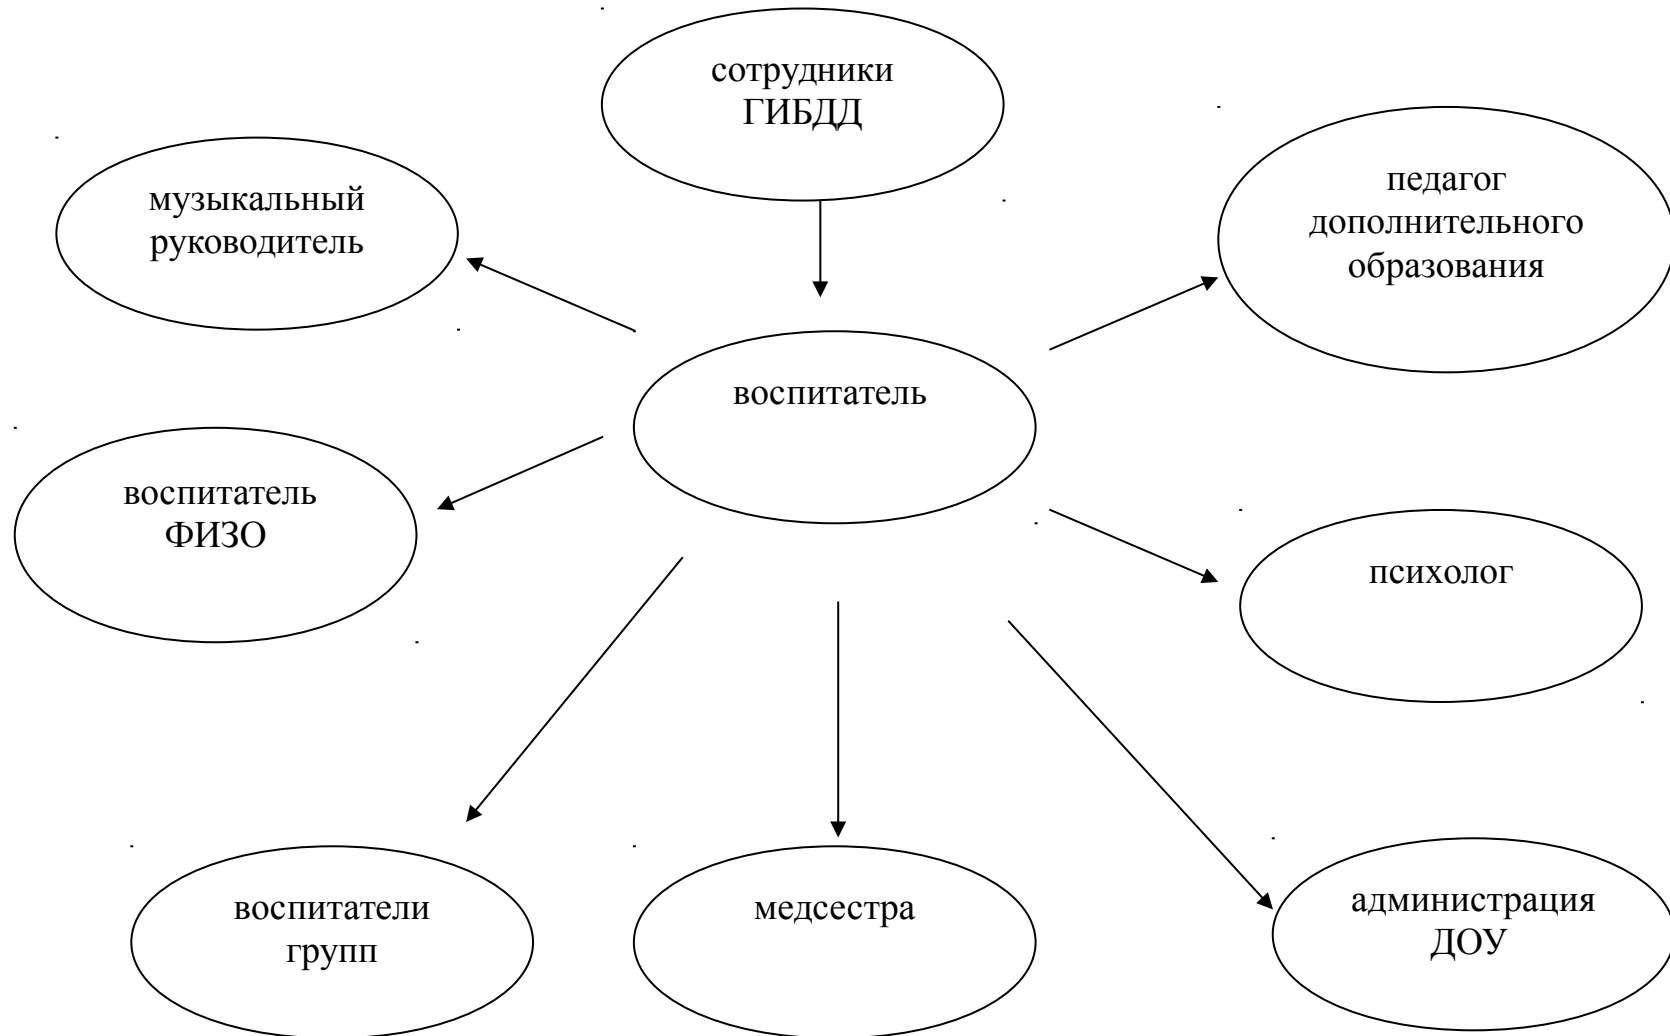 сотрудники
ГИБДД
музыкальный
руководитель
педагог
дополнительного
образования
воспитатель
воспитатель
ФИЗО
психолог
воспитатели
групп
медсестра
администрация
ДОУ